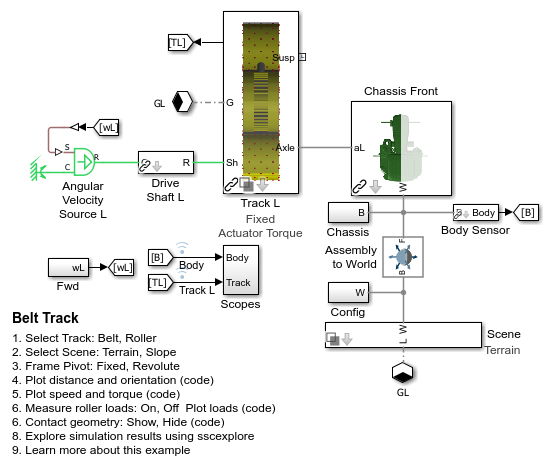 [TL]
Susp
GL
G
Chassis Front
[wL]
S
R
C
Axle
aL
R
Sh
W
Angular
Velocity
Source L
Drive
Shaft L
Track L
Fixed
Actuator Torque
B
Chassis
B
Body
[B]
Body Sensor
F
Assembly
to World
B
[B]
Body
Body
wL
[wL]
Fwd
[TL]
Track L
Track
Scopes
W
Config
L W
Scene
Terrain
GL
Belt Track
1. Select Track: Belt, Roller
2. Select Scene: Terrain, Slope
3. Frame Pivot: Fixed, Revolute
4. Plot distance and orientation (code)
5. Plot speed and torque (code)
6. Measure roller loads: On, Off  Plot loads (code)
6. Contact geometry: Show, Hide (code)
8. Explore simulation results using sscexplore
9. Learn more about this example